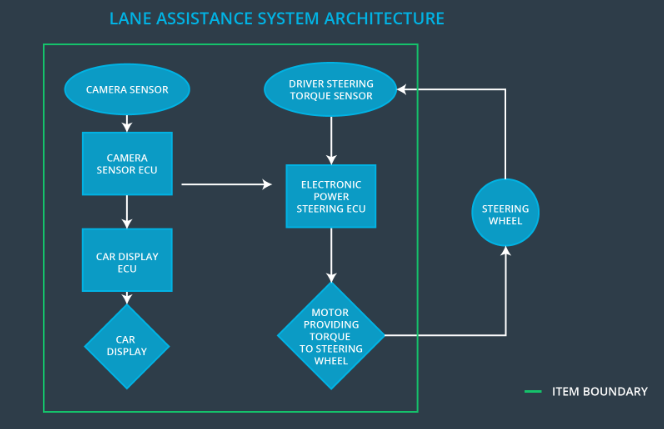 LANE ASSISTANCE SYSTEM ARCHITECTURE
CAMERA SENSOR
CAMERA
SENSOR ECU
CAR DISPLAY
ECU
CAR
DISPLAY
DRIVER STEERING
TORQUE SENSOR
ELECTRONIC
POWER
STEERING ECU
MOTOR
PROVIDING
TORQUE
TO STEERING
WHEEL
STEERING
WHEEL
ITEM BOUNDARY